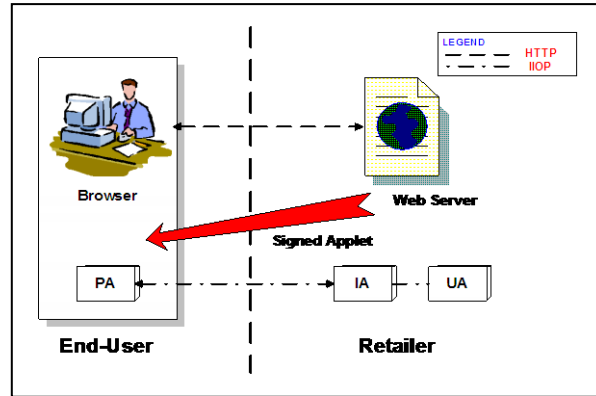 LEGEND
HTTP
IIOP
Browser
Web Server
Signed Applet
PA
IA
UA
End-User
Retailer